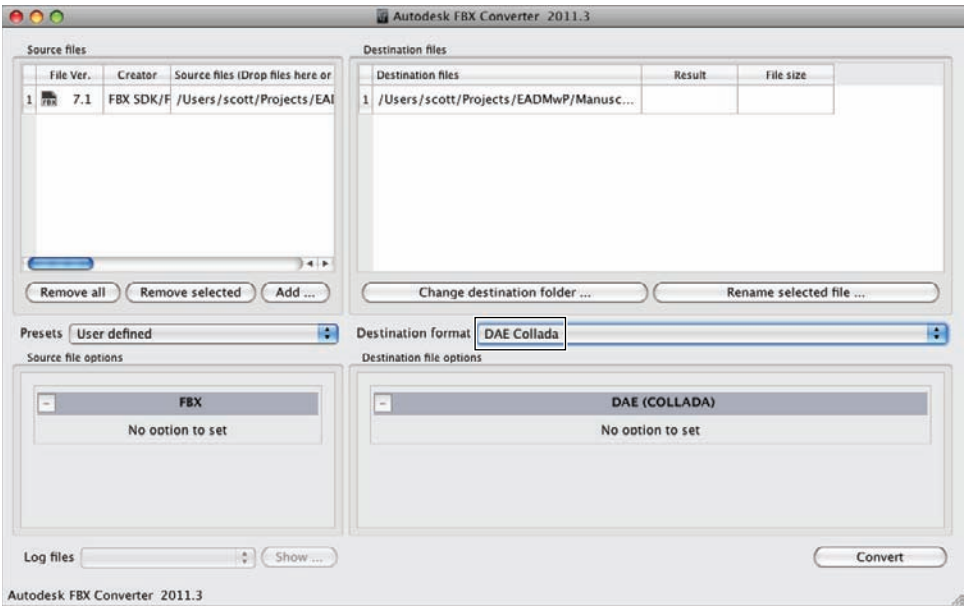 Autodesk FBX Converter 2011.3
Source files
Destination files
File Ver. Creator Source files (Drop files here or
Destination files Result File size
1 FBX 7.1 FBX SDK/F /Users/scott/Projects/EAI
1 /Users/scott/Projects/EADMwP/Manusc...
Remove all Remove selected Add ...
Change destination folder ... Rename selected file ...
Presets User defined
Destination format DAE Collada
Source file options
Destination file options
- FBX
No option to set
- DAE (COLLADA)
No option to set
Log files Show ...
Convert
Autodesk FBX Converter 2011.3